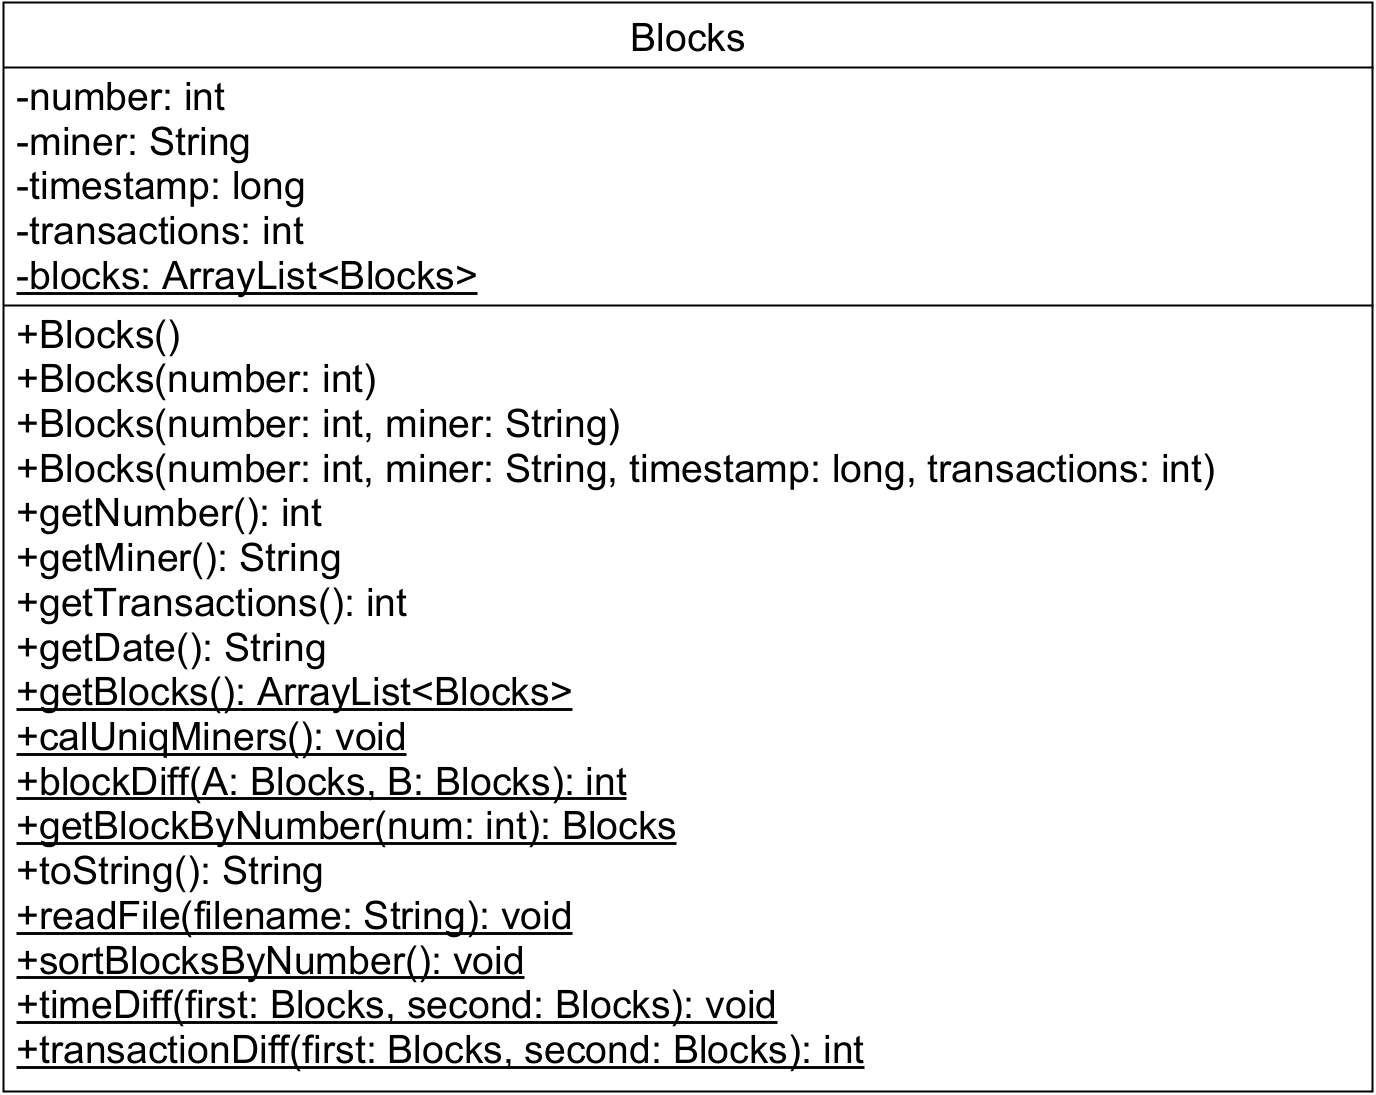 Blocks
-number: int
-miner: String
-timestamp: long
-transactions: int
-blocks: ArrayList<Blocks>
+Blocks()
+Blocks(number: int)
+Blocks(number: int, miner: String)
+Blocks(number: int, miner: String, timestamp: long, transactions: int)
+getNumber(): int
+getMiner(): String
+getTransactions(): int
+getDate(): String
+getBlocks(): ArrayList<Blocks>
+calUniqMiners(): void
+blockDiff(A: Blocks, B: Blocks): int
+getBlockByNumber(num: int): Blocks
+toString(): String
+readFile(filename: String): void
+sortBlocksByNumber(): void
+timeDiff(first: Blocks, second: Blocks): void
+transactionDiff(first: Blocks, second: Blocks): int